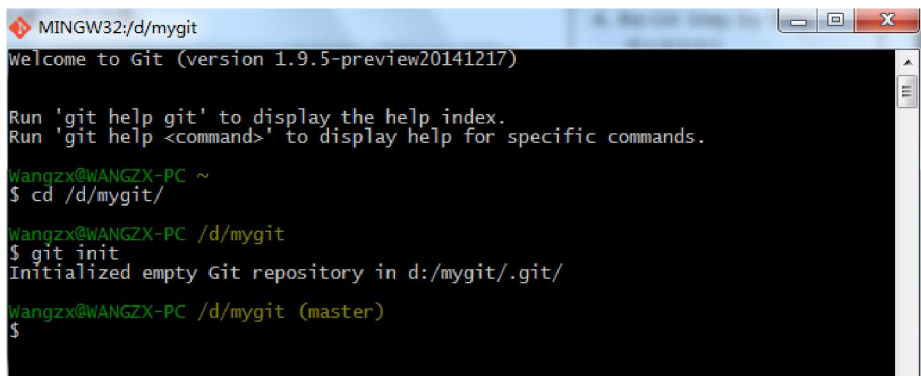 MINGW32:/d/mygit
Welcome to Git (version 1.9.5-preview20141217)
Run 'git help git' to display the help index.
Run 'git help <command>' to display help for specific commands.
Wangzx@WANGZX-PC ~
$ cd /d/mygit/
Wangzx@WANGZX-PC /d/mygit
$ git init
Initialized empty Git repository in d:/mygit/.git/
Wangzx@WANGZX-PC /d/mygit (master)
$